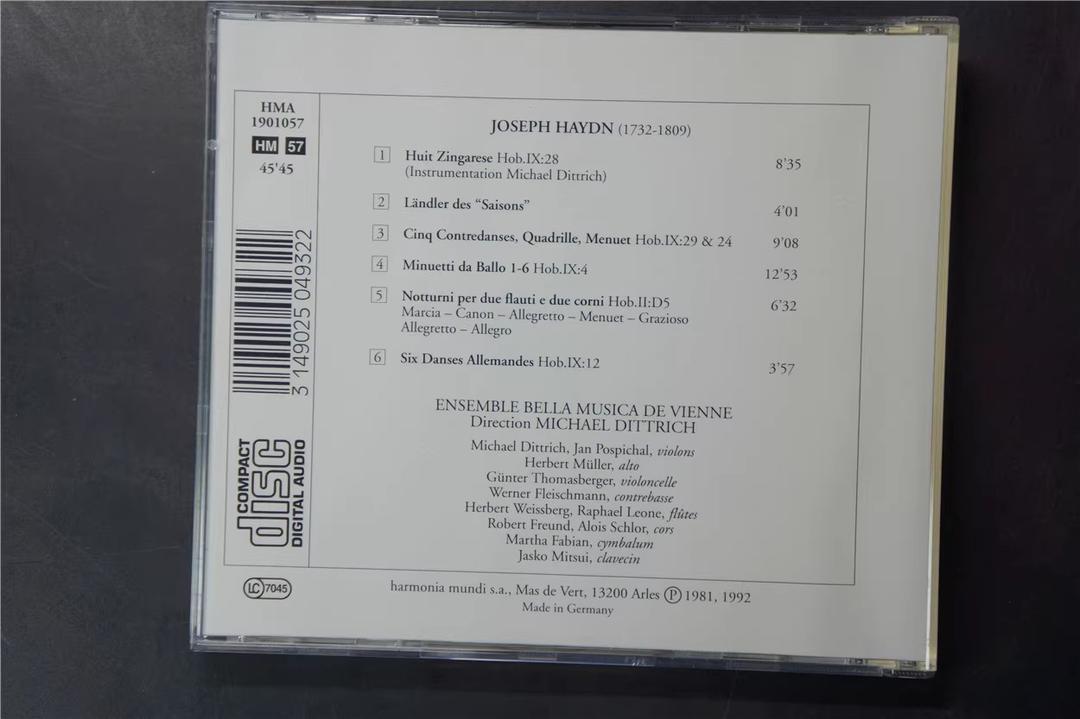 HMA
1901057
HM 57
45'45
JOSEPH HAYDN (1732-1809)
1 Huit Zingarese Hob.IX:28 8'35
(Instrumentation Michael Dittrich)
2 Ländler des “Saisons” 4'01
3 Cinq Contredanses, Quadrille, Menuet Hob.IX:29 & 24 9'08
4 Minuetti da Ballo 1-6 Hob.IX:4 12'53
5 Notturni per due flauti e due corni Hob.II:D5 6'32
Marcia – Canon – Allegretto – Menuet – Grazioso
Allegretto – Allegro
6 Six Danses Allemandes Hob.IX:12 3'57
ENSEMBLE BELLA MUSICA DE VIENNE
Direction MICHAEL DITTRICH
Michael Dittrich, Jan Pospichal, violons
Herbert Müller, alto
Günter Thomasberger, violoncelle
Werner Fleischmann, contrebasse
Herbert Weissberg, Raphael Leone, flûtes
Robert Freund, Alois Schlor, cors
Martha Fabian, cymbalum
Jasko Mitsui, clavecin
3 149025 049322
COMPACT
disc
DIGITAL AUDIO
LC 7045
harmonia mundi s.a., Mas de Vert, 13200 Arles Ⓟ 1981, 1992
Made in Germany